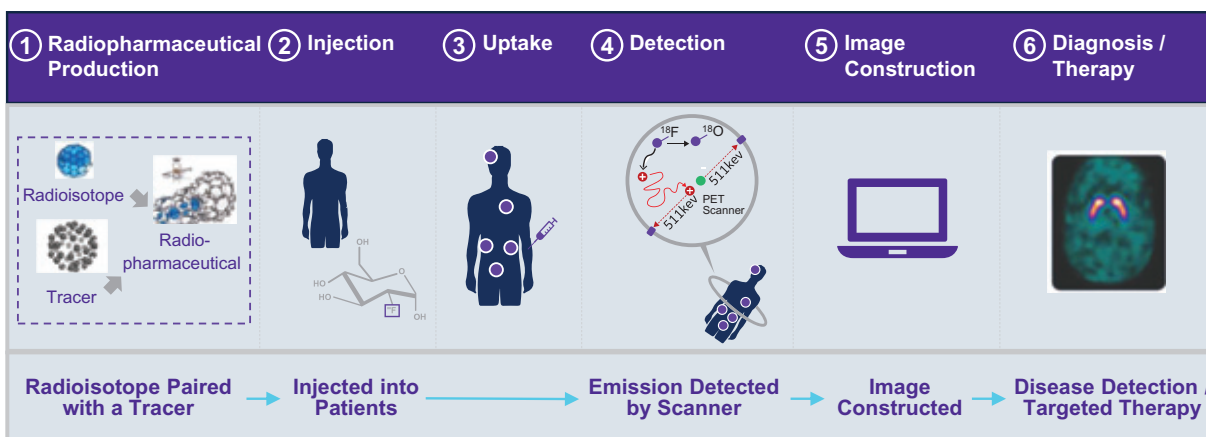 1 Radiopharmaceutical
Production
2 Injection
3 Uptake
4 Detection
5 Image
Construction
6 Diagnosis /
Therapy
Radioisotope
Tracer
Radio-
pharmaceutical
OH
HO
HO
O
OH
18F
18O
511kev
511kev
PET
Scanner
Radioisotope Paired
with a Tracer
Injected into
Patients
Emission Detected
by Scanner
Image
Constructed
Disease Detection /
Targeted Therapy